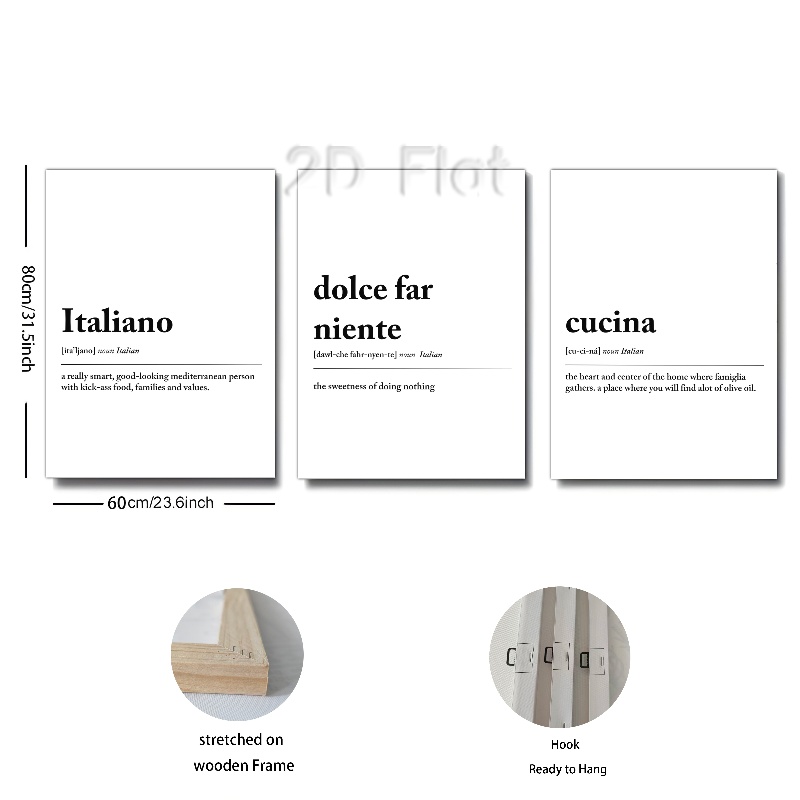 2D Flat
Italiano
[ita'ljano] noun Italian
a really smart, good-looking mediterranean person
with kick-ass food, families and values.
dolce far
niente
[dawl-che fahr-nyen-te] noun Italian
the sweetness of doing nothing
cucina
[cu-ci-ná] noun Italian
the heart and center of the home where famiglia
gathers. a place where you will find alot of olive oil.
80cm/31.5inch
60cm/23.6inch
stretched on
wooden Frame
Hook
Ready to Hang